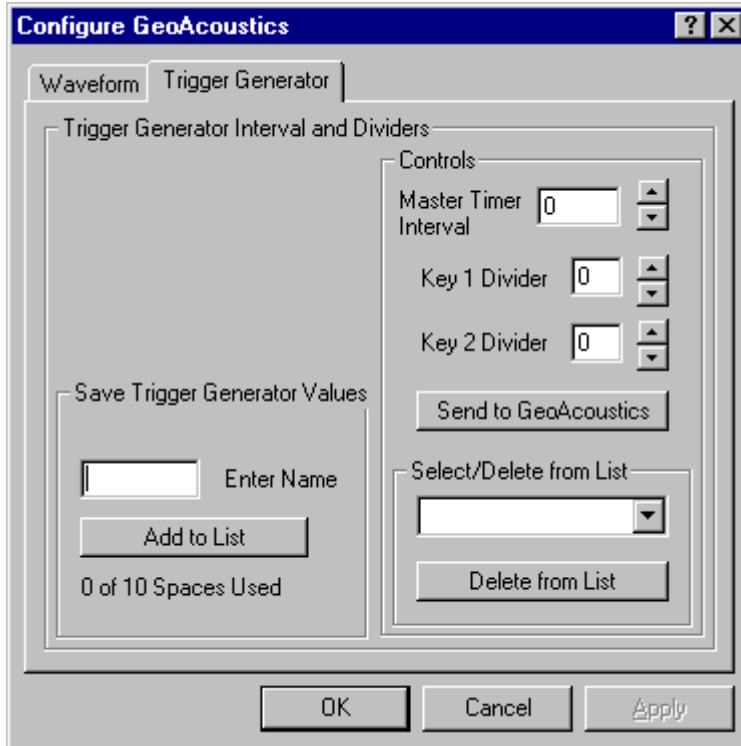 Configure GeoAcoustics
Waveform
Trigger Generator
Trigger Generator Interval and Dividers
Controls
Master Timer
Interval
0
Key 1 Divider
0
Key 2 Divider
0
Send to GeoAcoustics
Save Trigger Generator Values
Enter Name
Add to List
0 of 10 Spaces Used
Select/Delete from List
Delete from List
OK
Cancel
Apply